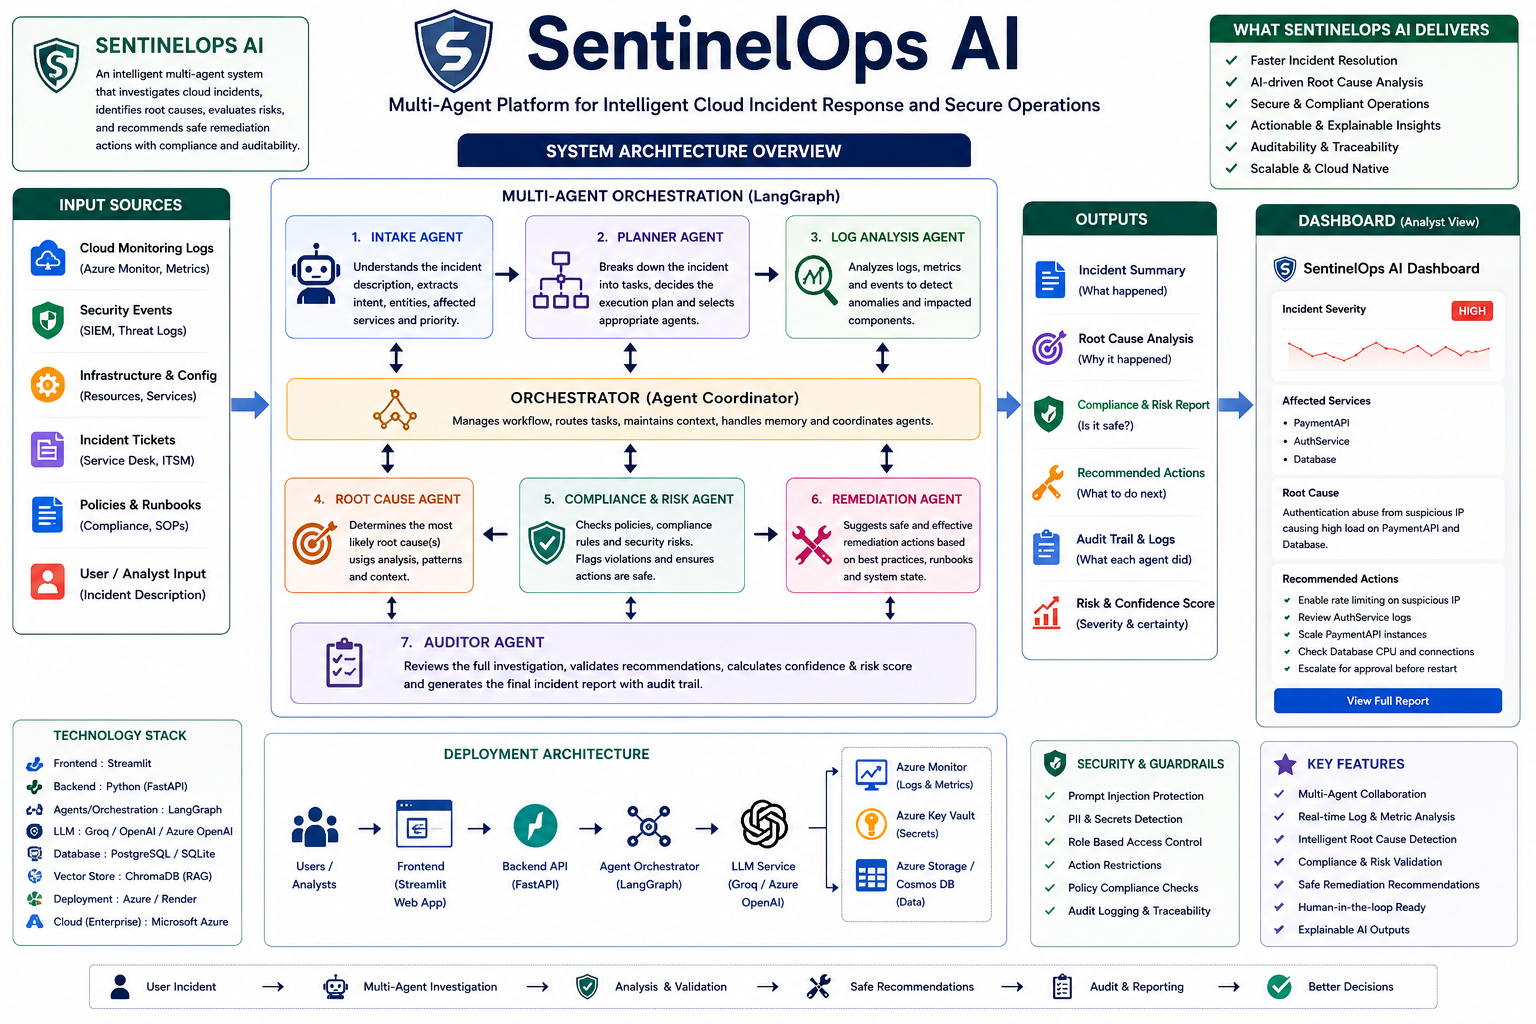 SENTINELOPS AI
An intelligent multi-agent system
that investigates cloud incidents,
identifies root causes, evaluates risks,
and recommends safe remediation
actions with compliance and auditability.
S
SentinelOps AI
Multi-Agent Platform for Intelligent Cloud Incident Response and Secure Operations
SYSTEM ARCHITECTURE OVERVIEW
WHAT SENTINELOPS AI DELIVERS
Faster Incident Resolution
AI-driven Root Cause Analysis
Secure & Compliant Operations
Actionable & Explainable Insights
Auditability & Traceability
Scalable & Cloud Native
INPUT SOURCES
Cloud Monitoring Logs
(Azure Monitor, Metrics)
Security Events
(SIEM, Threat Logs)
Infrastructure & Config
(Resources, Services)
Incident Tickets
(Service Desk, ITSM)
Policies & Runbooks
(Compliance, SOPs)
User / Analyst Input
(Incident Description)
MULTI-AGENT ORCHESTRATION (LangGraph)
1. INTAKE AGENT
Understands the incident
description, extracts
intent, entities, affected
services and priority.
2. PLANNER AGENT
Breaks down the incident
into tasks, decides the
execution plan and selects
appropriate agents.
3. LOG ANALYSIS AGENT
Analyzes logs, metrics
and events to detect
anomalies and impacted
components.
ORCHESTRATOR (Agent Coordinator)
Manages workflow, routes tasks, maintains context, handles memory and coordinates agents.
4. ROOT CAUSE AGENT
Determines the most
likely root cause(s)
usigs analysis, patterns
and context.
5. COMPLIANCE & RISK AGENT
Checks policies, compliance
rules and security risks.
Flags violations and ensures
actions are safe.
6. REMEDIATION AGENT
Suggests safe and effective
remediation actions based
on best practices, runbooks
and system state.
7. AUDITOR AGENT
Reviews the full investigation, validates recommendations, calculates confidence & risk score
and generates the final incident report with audit trail.
OUTPUTS
Incident Summary
(What happened)
Root Cause Analysis
(Why it happened)
Compliance & Risk Report
(Is it safe?)
Recommended Actions
(What to do next)
Audit Trail & Logs
(What each agent did)
Risk & Confidence Score
(Severity & certainty)
DASHBOARD (Analyst View)
SentinelOps AI Dashboard
Incident Severity
HIGH
Affected Services
• PaymentAPI
• AuthService
• Database
Root Cause
Authentication abuse from suspicious IP
causing high load on PaymentAPI and
Database.
Recommended Actions
Enable rate limiting on suspicious IP
Review AuthService logs
Scale PaymentAPI instances
Check Database CPU and connections
Escalate for approval before restart
View Full Report
TECHNOLOGY STACK
Frontend : Streamlit
Backend : Python (FastAPI)
Agents/Orchestration : LangGraph
LLM : Groq / OpenAI / Azure OpenAI
Database : PostgreSQL / SQLite
Vector Store : ChromaDB (RAG)
Deployment : Azure / Render
Cloud (Enterprise) : Microsoft Azure
DEPLOYMENT ARCHITECTURE
Users /
Analysts
Frontend
(Streamlit
Web App)
Backend API
(FastAPI)
Agent Orchestrator
(LangGraph)
LLM Service
(Groq / Azure
OpenAI)
Azure Monitor
(Logs & Metrics)
Azure Key Vault
(Secrets)
Azure Storage /
Cosmos DB
(Data)
SECURITY & GUARDRAILS
Prompt Injection Protection
PII & Secrets Detection
Role Based Access Control
Action Restrictions
Policy Compliance Checks
Audit Logging & Traceability
KEY FEATURES
Multi-Agent Collaboration
Real-time Log & Metric Analysis
Intelligent Root Cause Detection
Compliance & Risk Validation
Safe Remediation Recommendations
Human-in-the-loop Ready
Explainable AI Outputs
User Incident
Multi-Agent Investigation
Analysis & Validation
Safe Recommendations
Audit & Reporting
Better Decisions